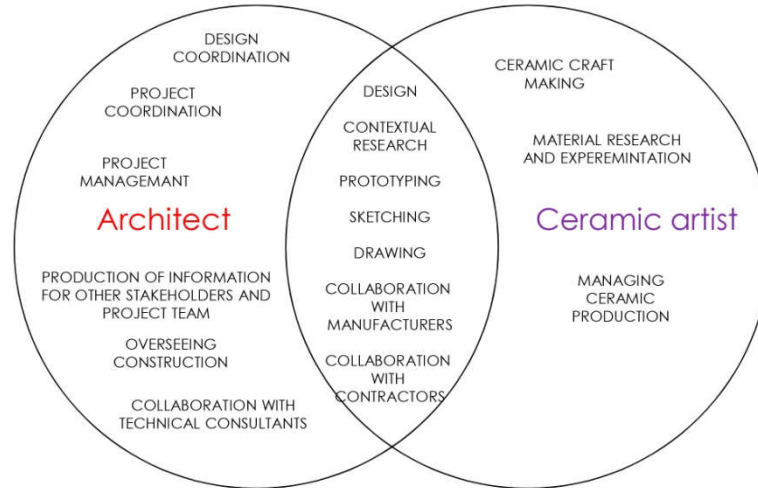 DESIGN
COORDINATION
PROJECT
COORDINATION
PROJECT
MANAGEMANT
Architect
PRODUCTION OF INFORMATION
FOR OTHER STAKEHOLDERS AND
PROJECT TEAM
OVERSEEING
CONSTRUCTION
COLLABORATION WITH
TECHNICAL CONSULTANTS
DESIGN
CONTEXTUAL
RESEARCH
PROTOTYPING
SKETCHING
DRAWING
COLLABORATION
WITH
MANUFACTURERS
COLLABORATION
WITH
CONTRACTORS
CERAMIC CRAFT
MAKING
MATERIAL RESEARCH
AND EXPEREMINTATION
Ceramic artist
MANAGING
CERAMIC
PRODUCTION